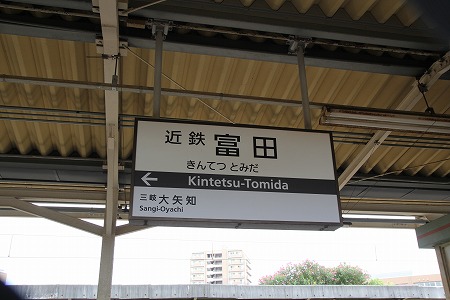 近鉄富田
きんてつ とみだ
← Kintetsu-Tomida
三岐大矢知
Sangi-Oyachi